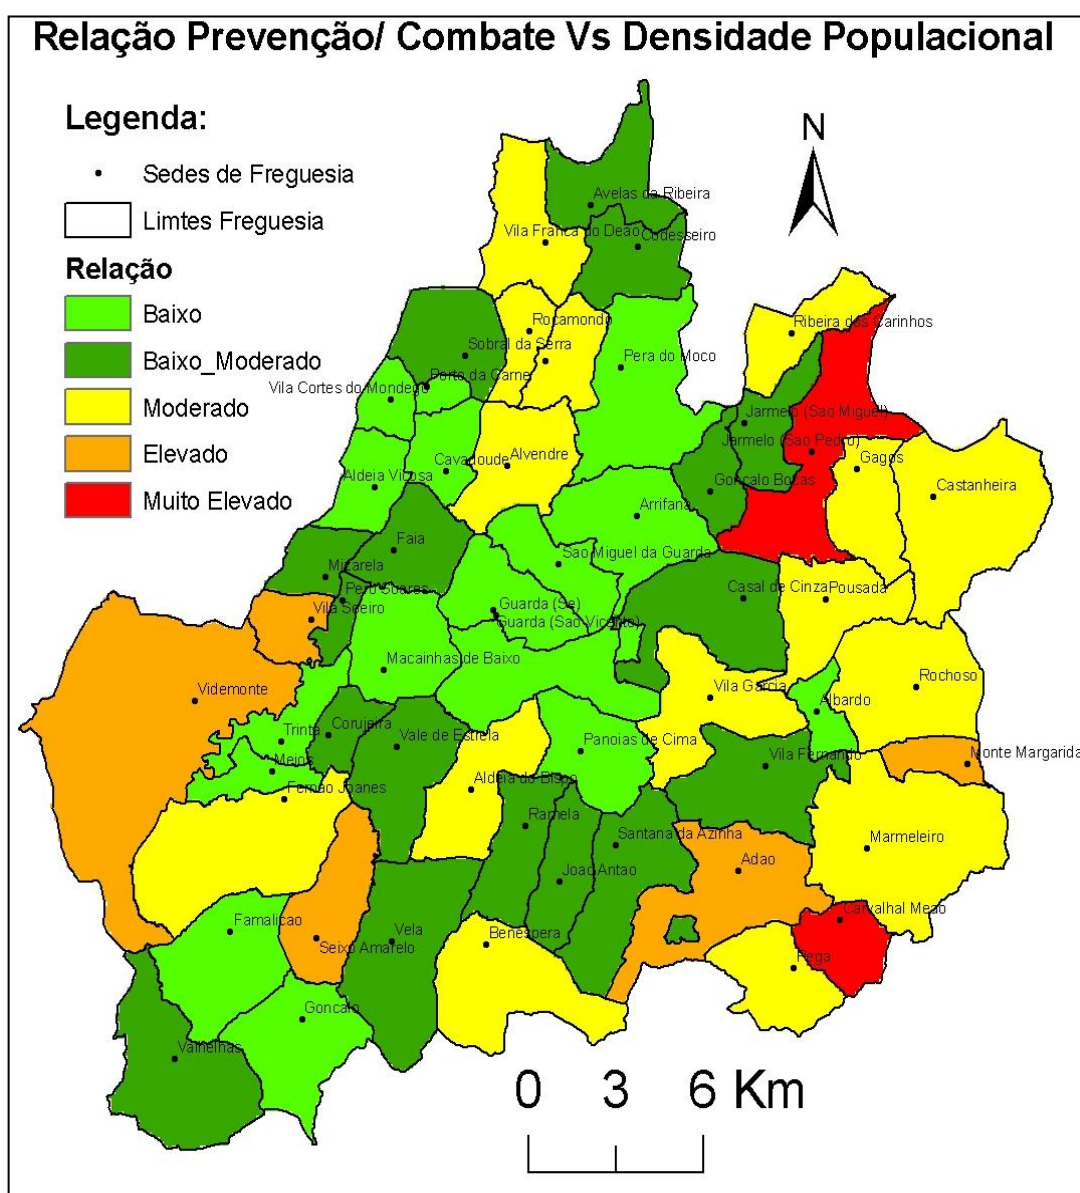 Relação Prevenção/ Combate Vs Densidade Populacional
Legenda:
Sedes de Freguesia
Limtes Freguesia
Relação
Baixo
Baixo_Moderado
Moderado
Elevado
Muito Elevado
N
Avelas da Ribeira
Vila Franca do Deão
Codesseiro
Rocamondo
Ribeira dos Carinhos
Sobral da Serra
Pera do Moco
Porto da Carne
Vila Cortes do Mondego
Jarmelo (Sao Miguel)
Jarmelo (Sao Pedro)
Cavadoude
Alvendre
Gagos
Aldeia Vicosa
Goncalo Bocas
Castanheira
Arrifana
Faia
Sao Miguel da Guarda
Mizarela
Pero Soares
Casal de Cinza
Pousada
Vila Soeiro
Guarda (Se)
Guarda (Sao Vicente)
Macainhas de Baixo
Videmonte
Vila Garcia
Rochoso
Albardo
Trinta
Corujeira
Vale de Estrela
Panoias de Cima
Meios
Vila Fernando
Monte Margarida
Aldeia do Bispo
Fernao Joanes
Ramela
Santana da Azinha
Marmeleiro
Adao
Joao Antao
Famalicao
Carvalhal Meao
Vela
Benespera
Seixo Amarelo
Pega
Goncalo
Valhelhas
0 3 6 Km